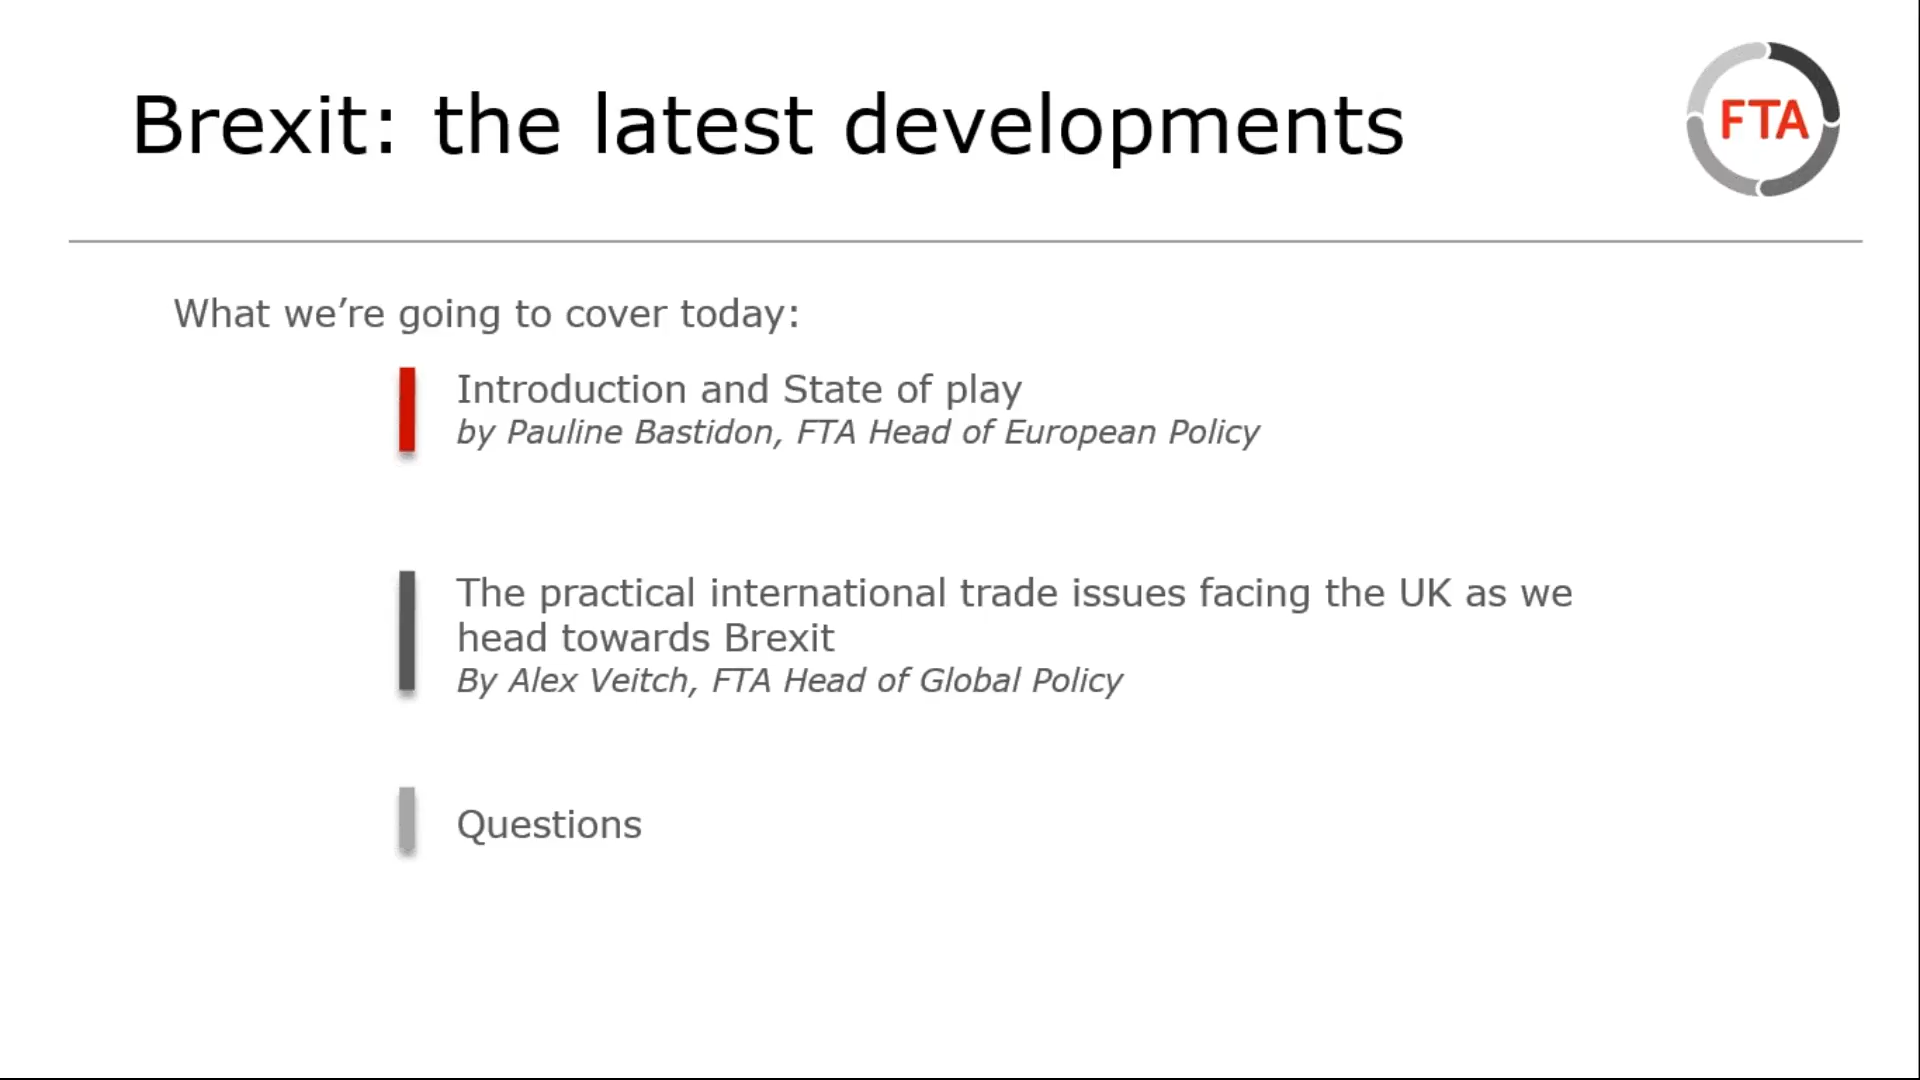 Brexit: the latest developments
FTA
What we’re going to cover today:
Introduction and State of play
by Pauline Bastidon, FTA Head of European Policy
The practical international trade issues facing the UK as we
head towards Brexit
By Alex Veitch, FTA Head of Global Policy
Questions